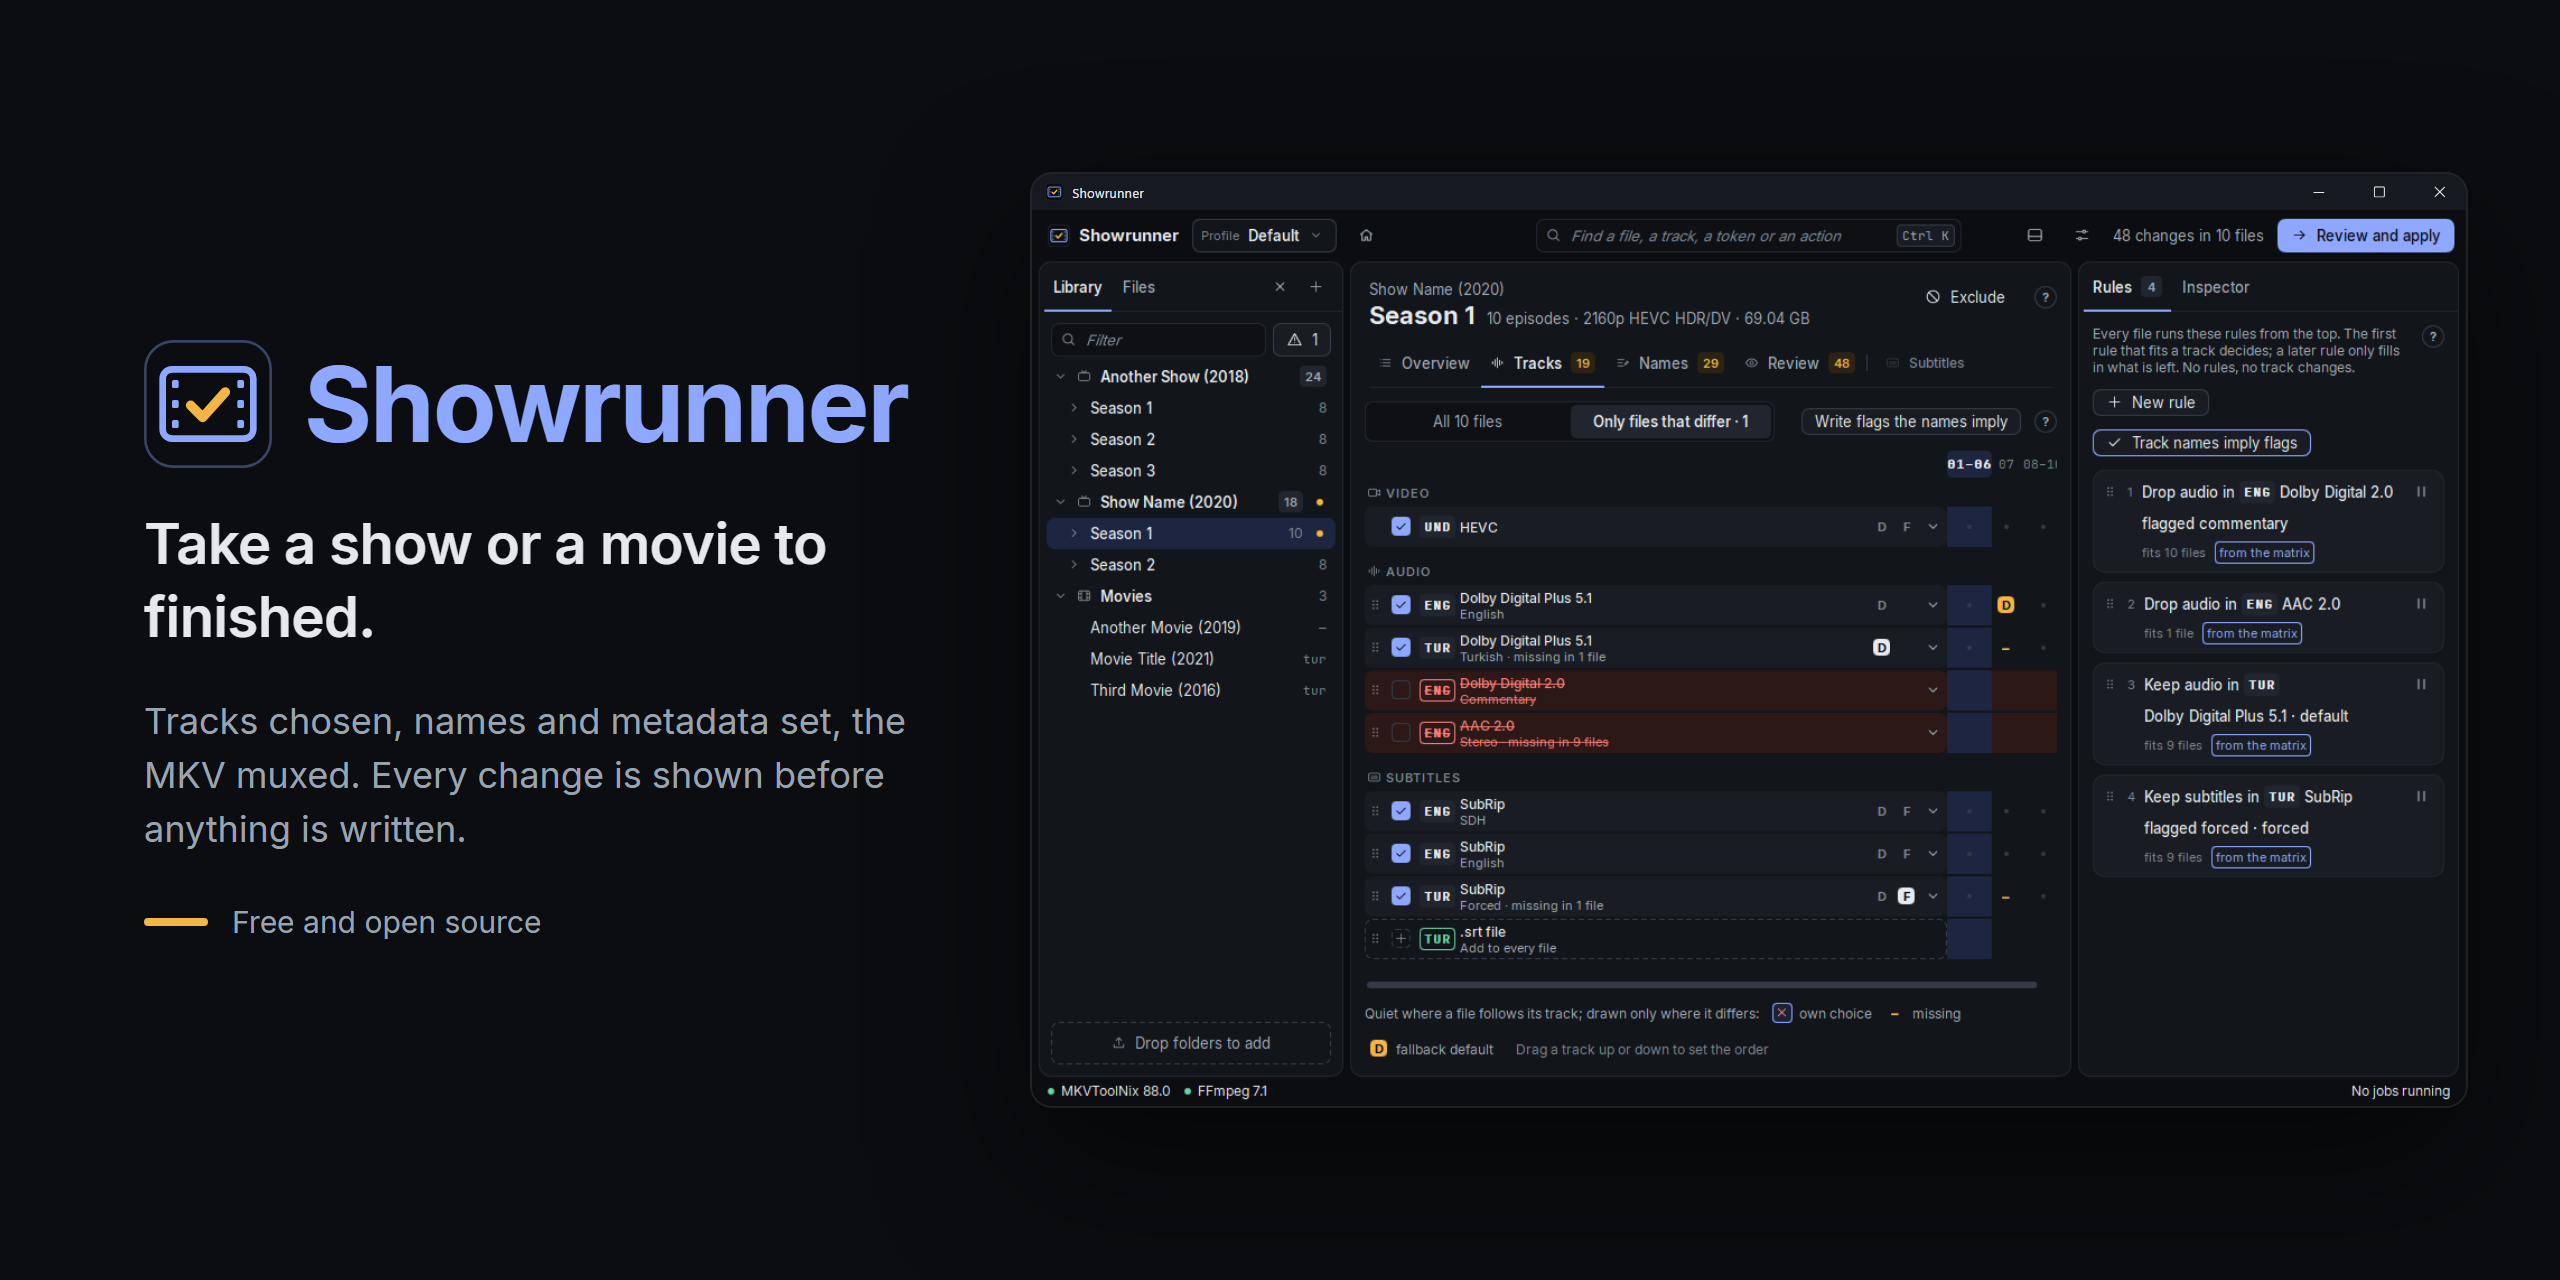 Showrunner
Take a show or a movie to
finished.
Tracks chosen, names and metadata set, the
MKV muxed. Every change is shown before
anything is written.
Free and open source
Showrunner
Showrunner
Profile Default
Find a file, a track, a token or an action
Ctrl K
48 changes in 10 files
Review and apply
Library Files
Filter
1
Another Show (2018) 24
Season 1 8
Season 2 8
Season 3 8
Show Name (2020) 18
Season 1 10
Season 2 8
Movies 3
Another Movie (2019) –
Movie Title (2021) tur
Third Movie (2016) tur
Drop folders to add
Show Name (2020)
Season 1 10 episodes · 2160p HEVC HDR/DV · 69.04 GB
Exclude ?
Overview Tracks 19 Names 29 Review 48 Subtitles
All 10 files Only files that differ · 1 Write flags the names imply ?
01–06 07 08–1
VIDEO
UND HEVC D F
AUDIO
ENG Dolby Digital Plus 5.1 D D
English
TUR Dolby Digital Plus 5.1 D –
Turkish · missing in 1 file
ENG Dolby Digital 2.0
Commentary
ENG AAC 2.0
Stereo · missing in 9 files
SUBTITLES
ENG SubRip D F
SDH
ENG SubRip D F
English
TUR SubRip D F –
Forced · missing in 1 file
TUR .srt file
Add to every file
Quiet where a file follows its track; drawn only where it differs: own choice – missing
D fallback default Drag a track up or down to set the order
Rules 4 Inspector
Every file runs these rules from the top. The first
rule that fits a track decides; a later rule only fills
in what is left. No rules, no track changes.
?
New rule
Track names imply flags
1 Drop audio in ENG Dolby Digital 2.0
flagged commentary
fits 10 files from the matrix
2 Drop audio in ENG AAC 2.0
fits 1 file from the matrix
3 Keep audio in TUR
Dolby Digital Plus 5.1 · default
fits 9 files from the matrix
4 Keep subtitles in TUR SubRip
flagged forced · forced
fits 9 files from the matrix
MKVToolNix 88.0 FFmpeg 7.1
No jobs running